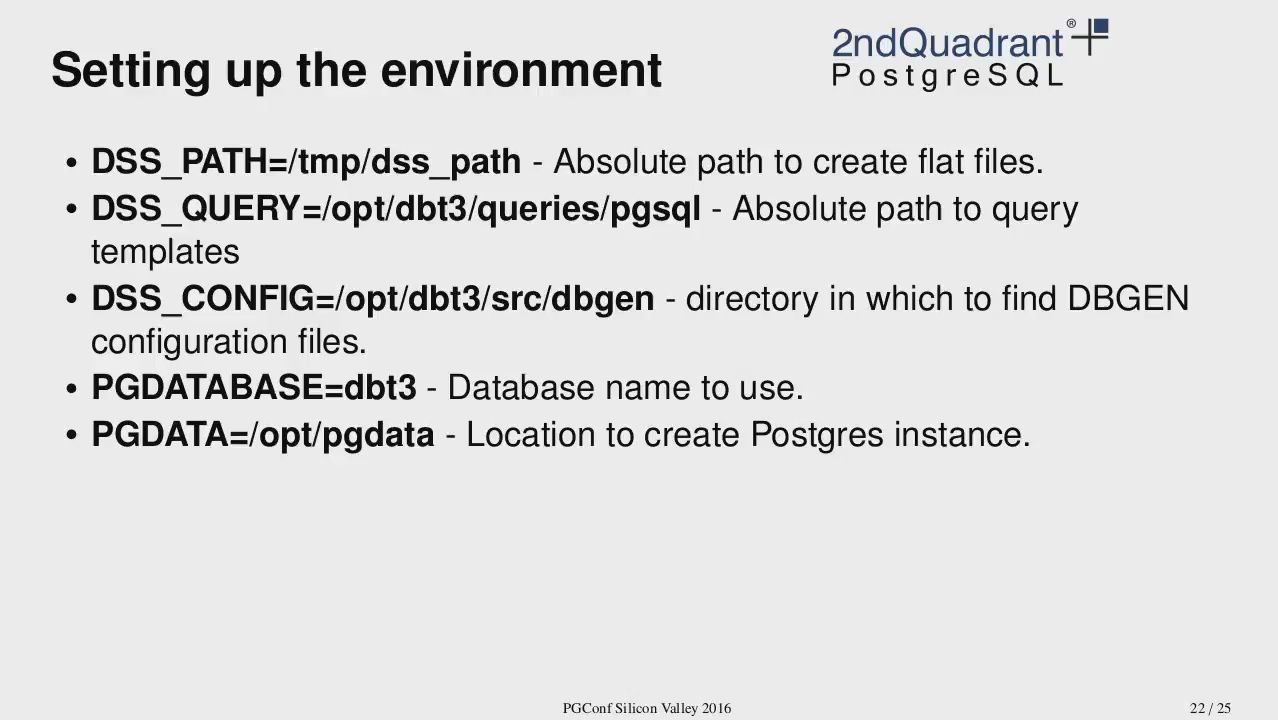 Setting up the environment
2ndQuadrant®
PostgreSQL
• DSS_PATH=/tmp/dss_path - Absolute path to create flat files.
• DSS_QUERY=/opt/dbt3/queries/pgsql - Absolute path to query
templates
• DSS_CONFIG=/opt/dbt3/src/dbgen - directory in which to find DBGEN
configuration files.
• PGDATABASE=dbt3 - Database name to use.
• PGDATA=/opt/pgdata - Location to create Postgres instance.
PGConf Silicon Valley 2016
22 / 25